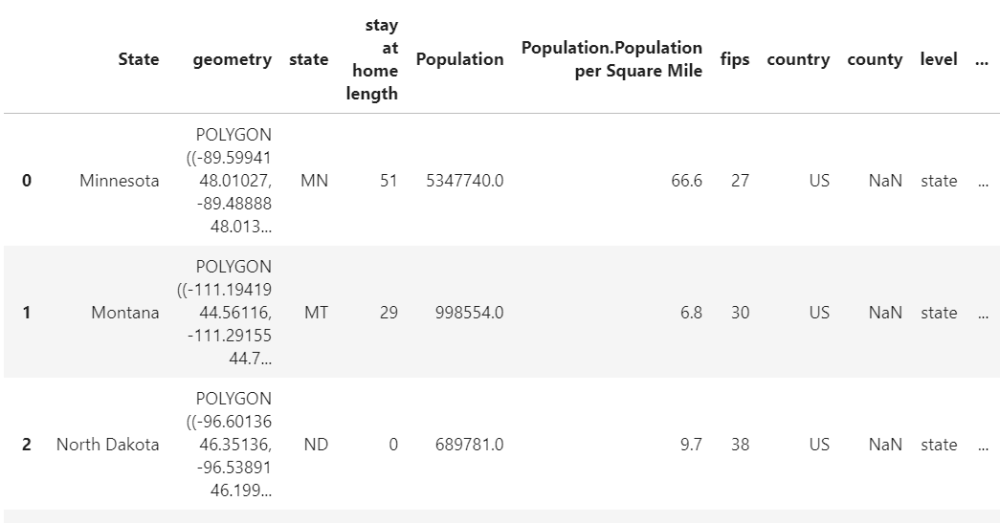 State geometry state stay at home length Population Population.Population per Square Mile fips country county level ...
0 Minnesota POLYGON ((-89.59941 48.01027, -89.48888 48.013... MN 51 5347740.0 66.6 27 US NaN state ...
1 Montana POLYGON ((-111.19419 44.56116, -111.29155 44.7... MT 29 998554.0 6.8 30 US NaN state ...
2 North Dakota POLYGON ((-96.60136 46.35136, -96.53891 46.199... ND 0 689781.0 9.7 38 US NaN state ...